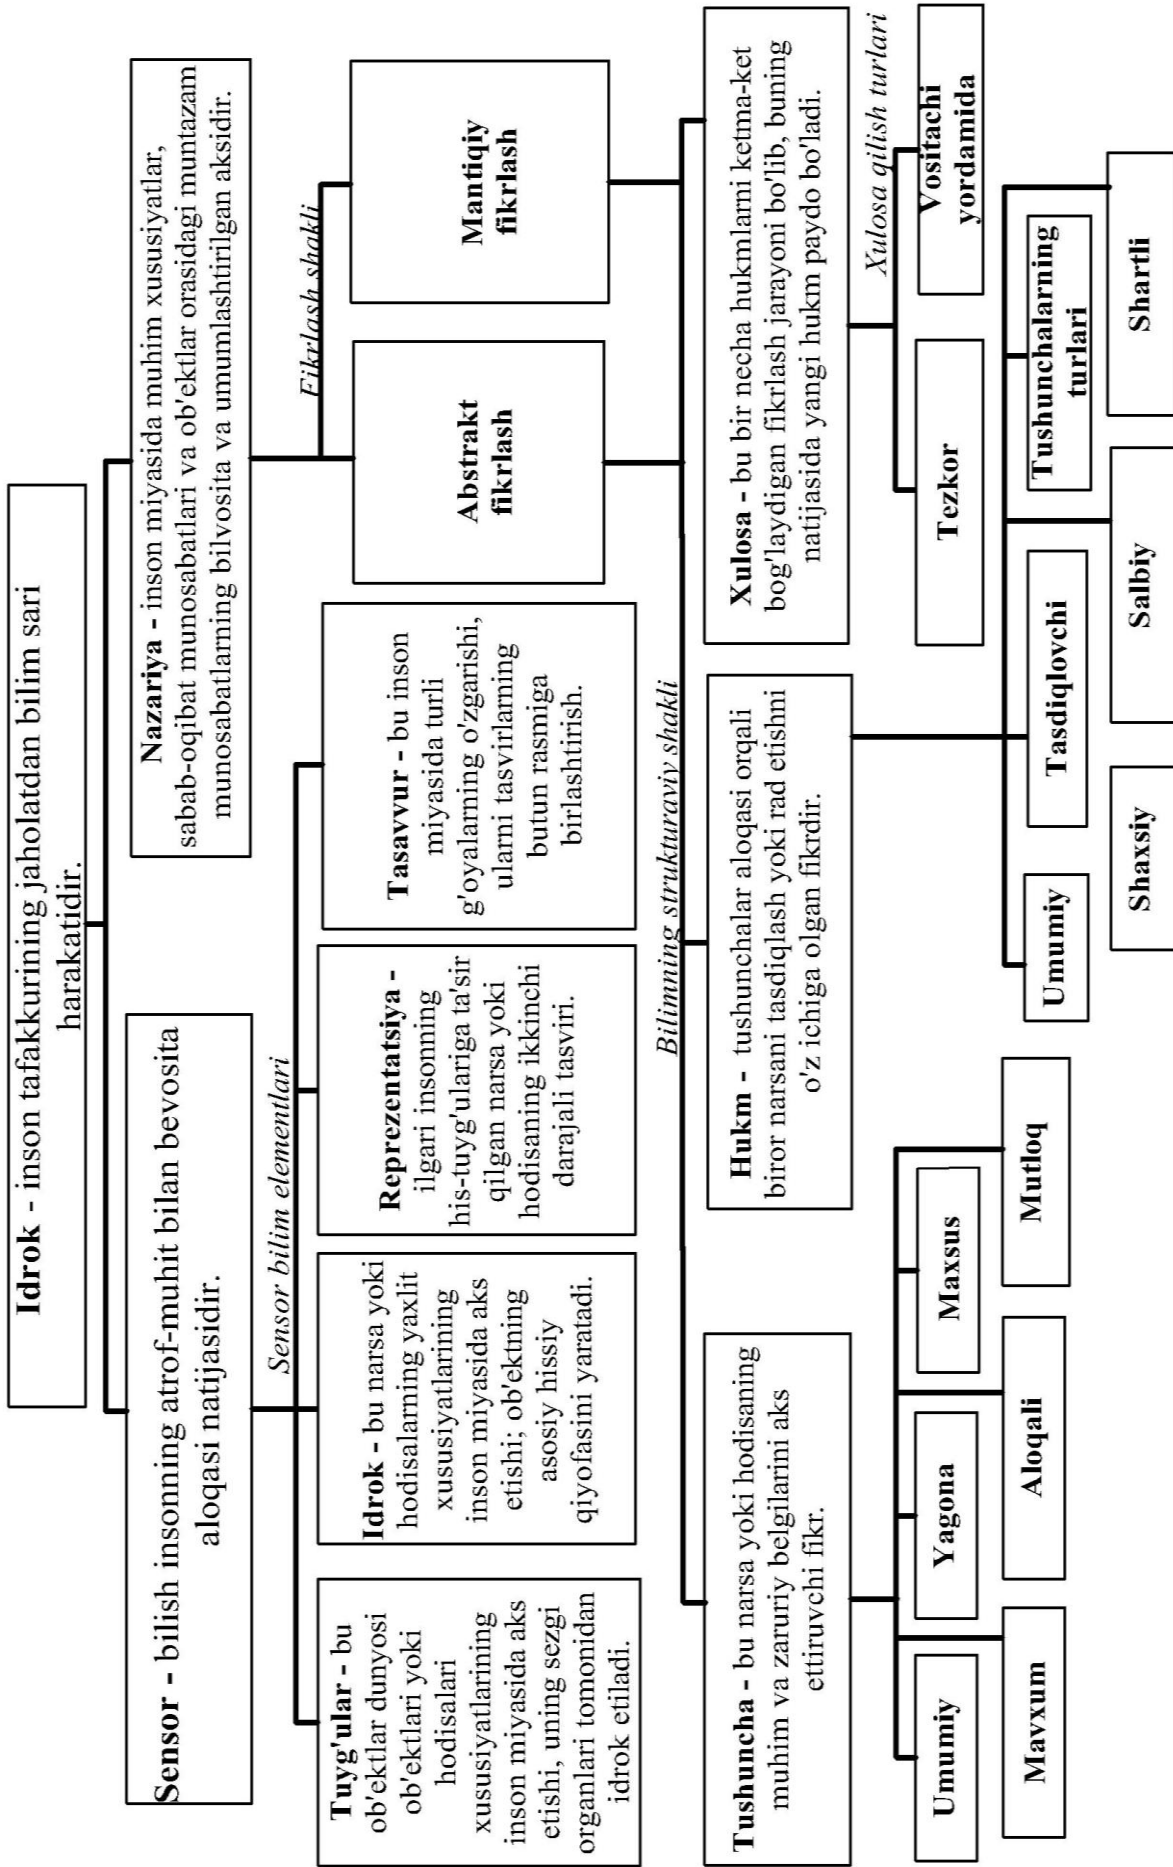 Idrok - inson tafakkurining jaholatdan bilim sari
harakatidir.
Sensor - bilish insonning atrof-muhit bilan bevosita
aloqasi natijasidir.
Nazariya - inson miyasida muhim xususiyatlar,
sabab-oqibat munosabatlari va ob'ektlar orasidagi muntazam
munosabatlarning bilvosita va umumlashtirilgan aksidir.
Sensor bilim elementlari
Fikrlash shakli
Tuyg'ular - bu
ob'ektlar dunyosi
ob'ektlari yoki
hodisalari
xususiyatlarining
inson miyasida aks
etishi, uning sezgi
organlari tomonidan
idrok etiladi.
Idrok - bu narsa yoki
hodisalarning yaxlit
xususiyatlarining
inson miyasida aks
etishi; ob'ektning
asosiy hissiy
qiyofasini yaratadi.
Reprezentatsiya -
ilgari insonning
his-tuyg'ulariga ta'sir
qilgan narsa yoki
hodisaning ikkinchi
darajali tasviri.
Tasavvur - bu inson
miyasida turli
g'oyalarning o'zgarishi,
ularni tasvirlarning
butun rasmiga
birlashtirish.
Abstrakt
fikrlash
Mantiqiy
fikrlash
Bilimning strukturaviy shakli
Tushuncha - bu narsa yoki hodisaning
muhim va zaruriy belgilarini aks
ettiruvchi fikr.
Hukm - tushunchalar aloqasi orqali
biror narsani tasdiqlash yoki rad etishni
o'z ichiga olgan fikrdir.
Xulosa - bu bir necha hukmlarni ketma-ket
bog'laydigan fikrlash jarayoni bo'lib, buning
natijasida yangi hukm paydo bo'ladi.
Xulosa qilish turlari
Umumiy
Yagona
Maxsus
Mavxum
Aloqali
Mutloq
Tezkor
Vositachi
yordamida
Umumiy
Tasdiqlovchi
Tushunchalarning
turlari
Shaxsiy
Salbiy
Shartli